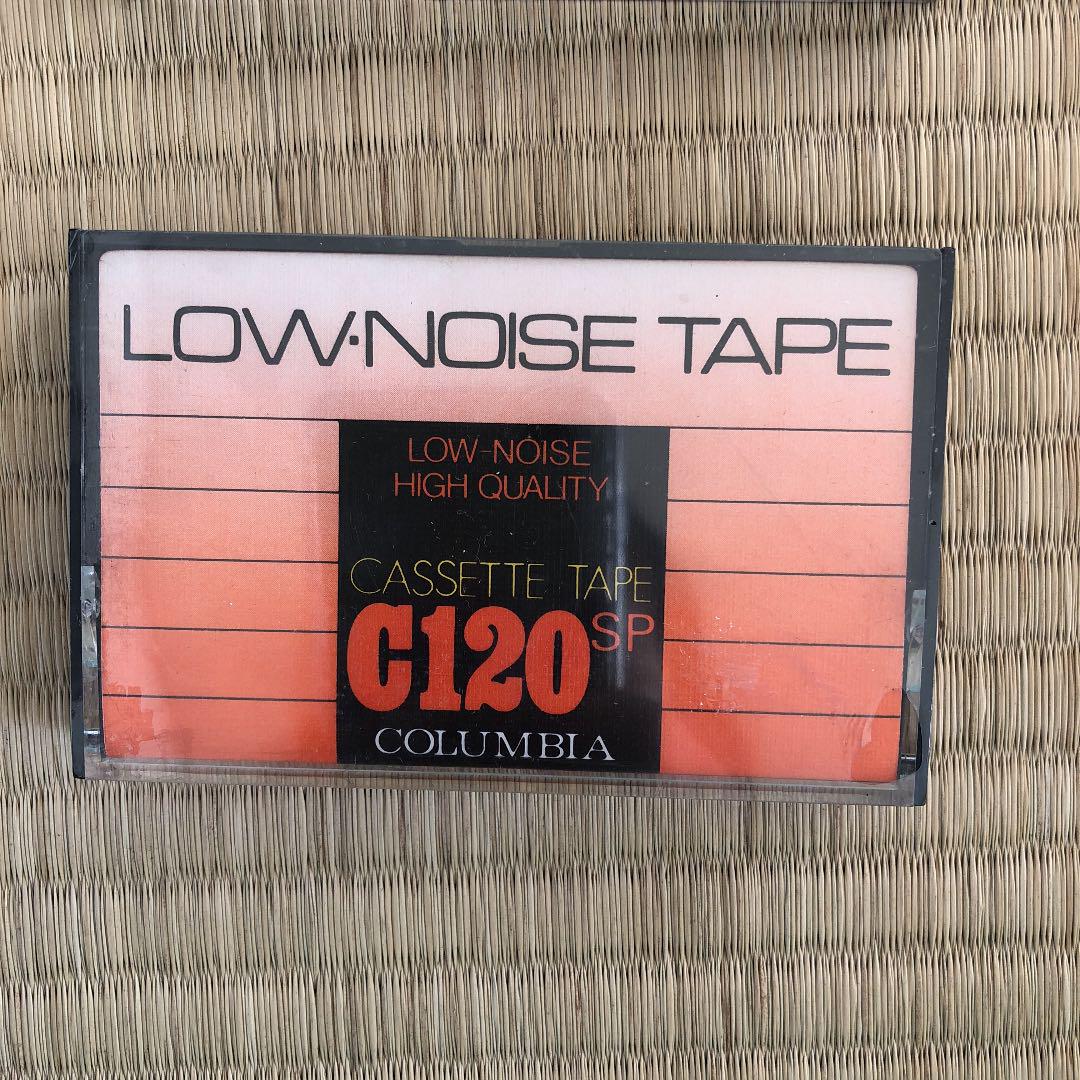 LOW·NOISE TAPE
LOW-NOISE
HIGH QUALITY
CASSETTE TAPE
C120SP
COLUMBIA